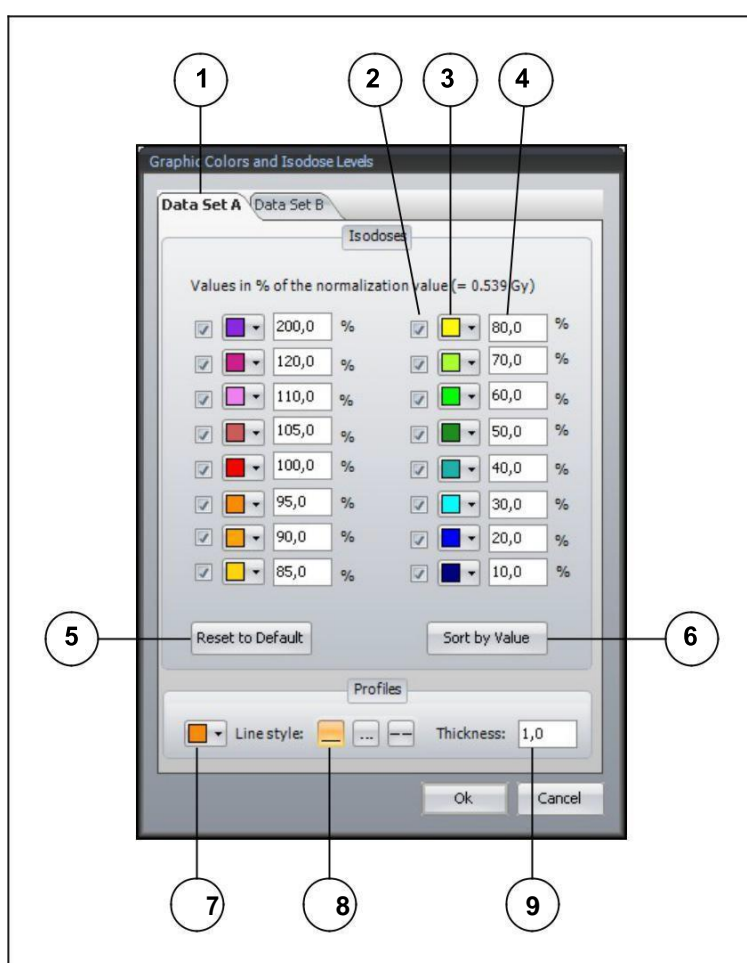 1 2 3 4
Graphic Colors and Isodose Levels
Data Set A Data Set B
Isodoses
Values in % of the normalization value (= 0.539 Gy)
200,0 % 80,0 %
120,0 % 70,0 %
110,0 % 60,0 %
105,0 % 50,0 %
100,0 % 40,0 %
95,0 % 30,0 %
90,0 % 20,0 %
85,0 % 10,0 %
5 Reset to Default Sort by Value 6
Profiles
Line style: ... Thickness: 1,0
Ok Cancel
7 8 9